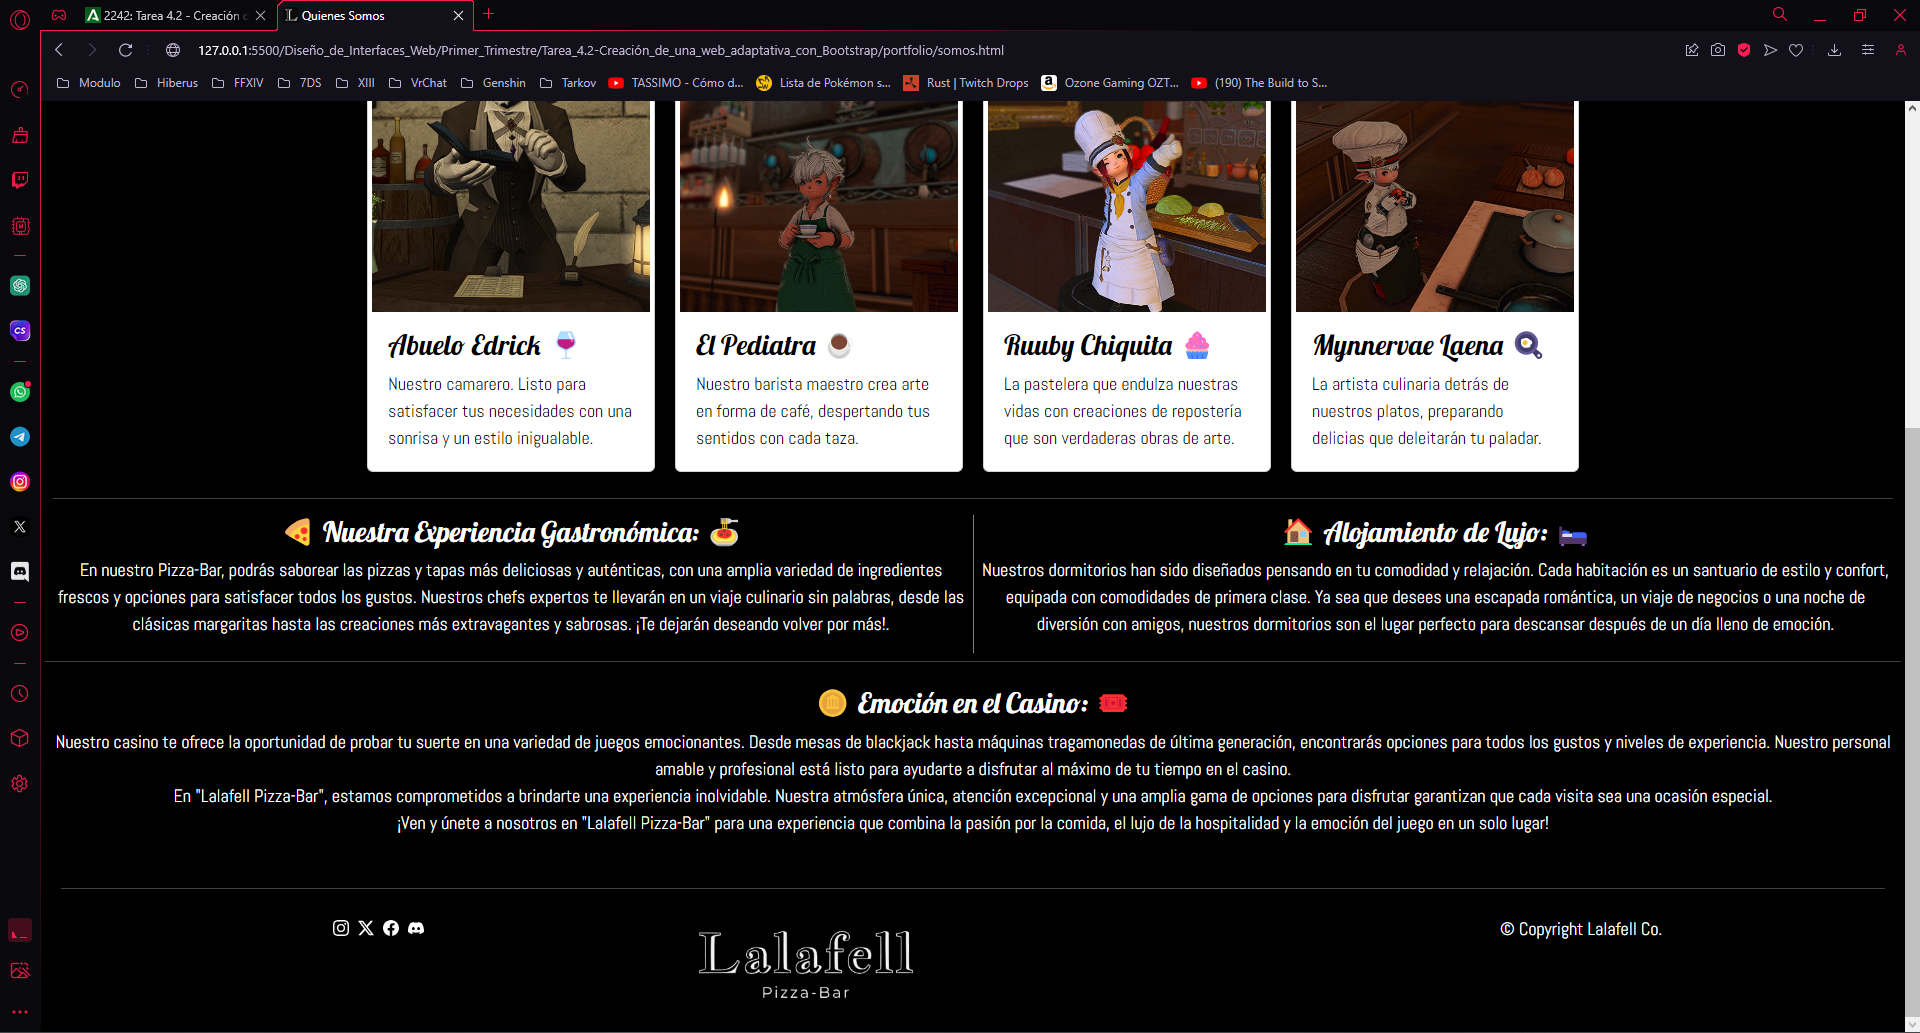 2242: Tarea 4.2 - Creación d
Quienes Somos
127.0.0.1:5500/Diseño_de_Interfaces_Web/Primer_Trimestre/Tarea_4.2-Creación_de_una_web_adaptativa_con_Bootstrap/portfolio/somos.html
Modulo Hiberus FFXIV 7DS XIII VrChat Genshin Tarkov TASSIMO - Cómo d... Lista de Pokémon s... Rust | Twitch Drops Ozone Gaming OZT... (190) The Build to S...
Abuelo Edrick
Nuestro camarero. Listo para
satisfacer tus necesidades con una
sonrisa y un estilo inigualable.
El Pediatra
Nuestro barista maestro crea arte
en forma de café, despertando tus
sentidos con cada taza.
Ruuby Chiquita
La pastelera que endulza nuestras
vidas con creaciones de repostería
que son verdaderas obras de arte.
Mynnervae Laena
La artista culinaria detrás de
nuestros platos, preparando
delicias que deleitarán tu paladar.
Nuestra Experiencia Gastronómica:
En nuestro Pizza-Bar, podrás saborear las pizzas y tapas más deliciosas y auténticas, con una amplia variedad de ingredientes
frescos y opciones para satisfacer todos los gustos. Nuestros chefs expertos te llevarán en un viaje culinario sin palabras, desde las
clásicas margaritas hasta las creaciones más extravagantes y sabrosas. ¡Te dejarán deseando volver por más!.
Alojamiento de Lujo:
Nuestros dormitorios han sido diseñados pensando en tu comodidad y relajación. Cada habitación es un santuario de estilo y confort,
equipada con comodidades de primera clase. Ya sea que desees una escapada romántica, un viaje de negocios o una noche de
diversión con amigos, nuestros dormitorios son el lugar perfecto para descansar después de un día lleno de emoción.
Emoción en el Casino:
Nuestro casino te ofrece la oportunidad de probar tu suerte en una variedad de juegos emocionantes. Desde mesas de blackjack hasta máquinas tragamonedas de última generación, encontrarás opciones para todos los gustos y niveles de experiencia. Nuestro personal
amable y profesional está listo para ayudarte a disfrutar al máximo de tu tiempo en el casino.
En "Lalafell Pizza-Bar", estamos comprometidos a brindarte una experiencia inolvidable. Nuestra atmósfera única, atención excepcional y una amplia gama de opciones para disfrutar garantizan que cada visita sea una ocasión especial.
¡Ven y únete a nosotros en "Lalafell Pizza-Bar" para una experiencia que combina la pasión por la comida, el lujo de la hospitalidad y la emoción del juego en un solo lugar!
Lalafell
Pizza-Bar
© Copyright Lalafell Co.